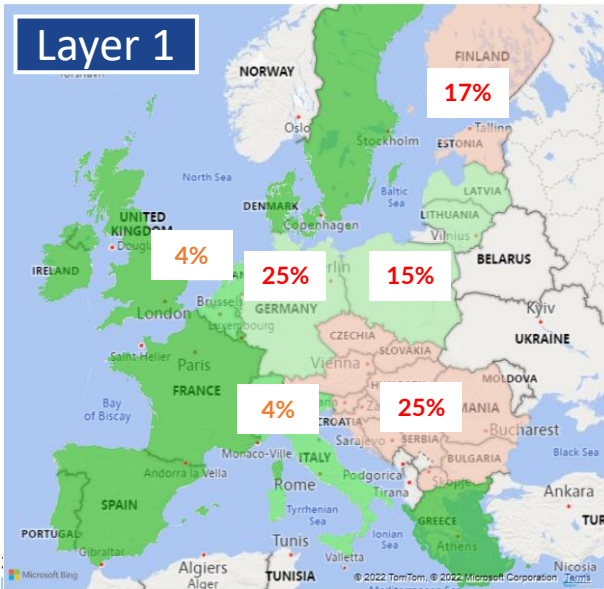 Layer 1
FINLAND
NORWAY
17%
Oslo
Tallinn
Stockholm
ESTONIA
North Sea
Baltic
Sea
LATVIA
DENMARK
LITHUANIA
Copenhagen
UNITED
KINGDOM
Vilnius
4%
25%
15%
BELARUS
IRELAND
London
GERMANY
Kyiv
Luxembourg
UKRAINE
CZECHIA
Saint Helier
Paris
SLOVAKIA
Vienna
FRANCE
MOLDOVA
Bay
of Biscay
4%
25%
Bucharest
Sarajevo
SERBIA
Monaco-Ville
ITALY
BULGARIA
Black Sea
Andorra la Vella
Rome
Podgorica
Tirana
SPAIN
Tyrrhenian
Sea
Ankara
PORTUGAL
GREECE
Ionian
Sea
Athens
Gibraltar
Tunis
Valletta
Algiers
Alger
TUNISIA
Nicosia
Microsoft Bing
© 2022 TomTom, © 2022 Microsoft Corporation Terms